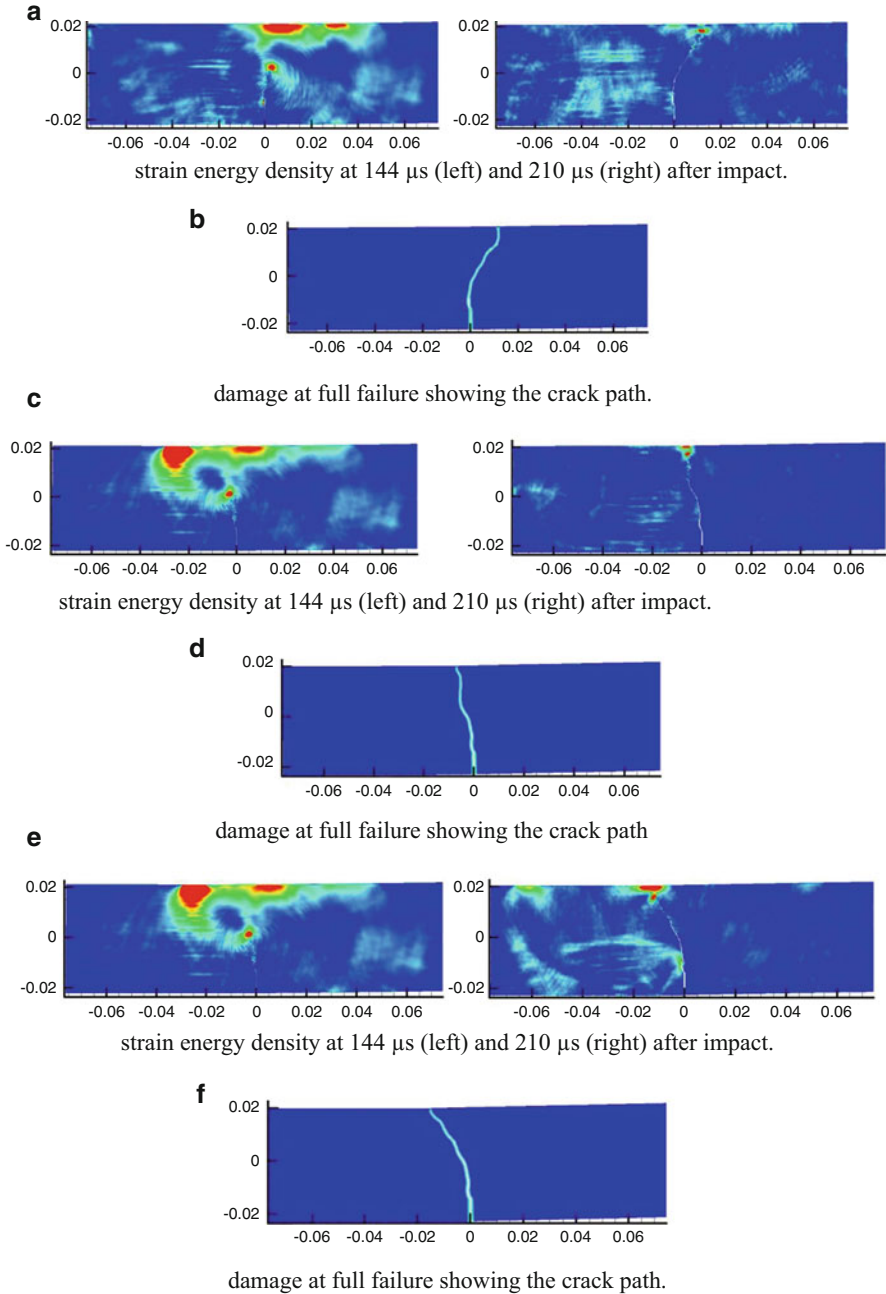 a
0.02
0
-0.02
-0.06 -0.04 -0.02 0 0.02 0.04 0.06
0.02
0
-0.02
-0.06 -0.04 -0.02 0 0.02 0.04 0.06
strain energy density at 144 µs (left) and 210 µs (right) after impact.
b
0.02
0
-0.02
-0.06 -0.04 -0.02 0 0.02 0.04 0.06
damage at full failure showing the crack path.
c
0.02
0
-0.02
-0.06 -0.04 -0.02 0 0.02 0.04 0.06
0.02
0
-0.02
-0.06 -0.04 -0.02 0 0.02 0.04 0.06
strain energy density at 144 µs (left) and 210 µs (right) after impact.
d
0.02
0
-0.02
-0.06 -0.04 -0.02 0 0.02 0.04 0.06
damage at full failure showing the crack path
e
0.02
0
-0.02
-0.06 -0.04 -0.02 0 0.02 0.04 0.06
0.02
0
-0.02
-0.06 -0.04 -0.02 0 0.02 0.04 0.06
strain energy density at 144 µs (left) and 210 µs (right) after impact.
f
0.02
0
-0.02
-0.06 -0.04 -0.02 0 0.02 0.04 0.06
damage at full failure showing the crack path.